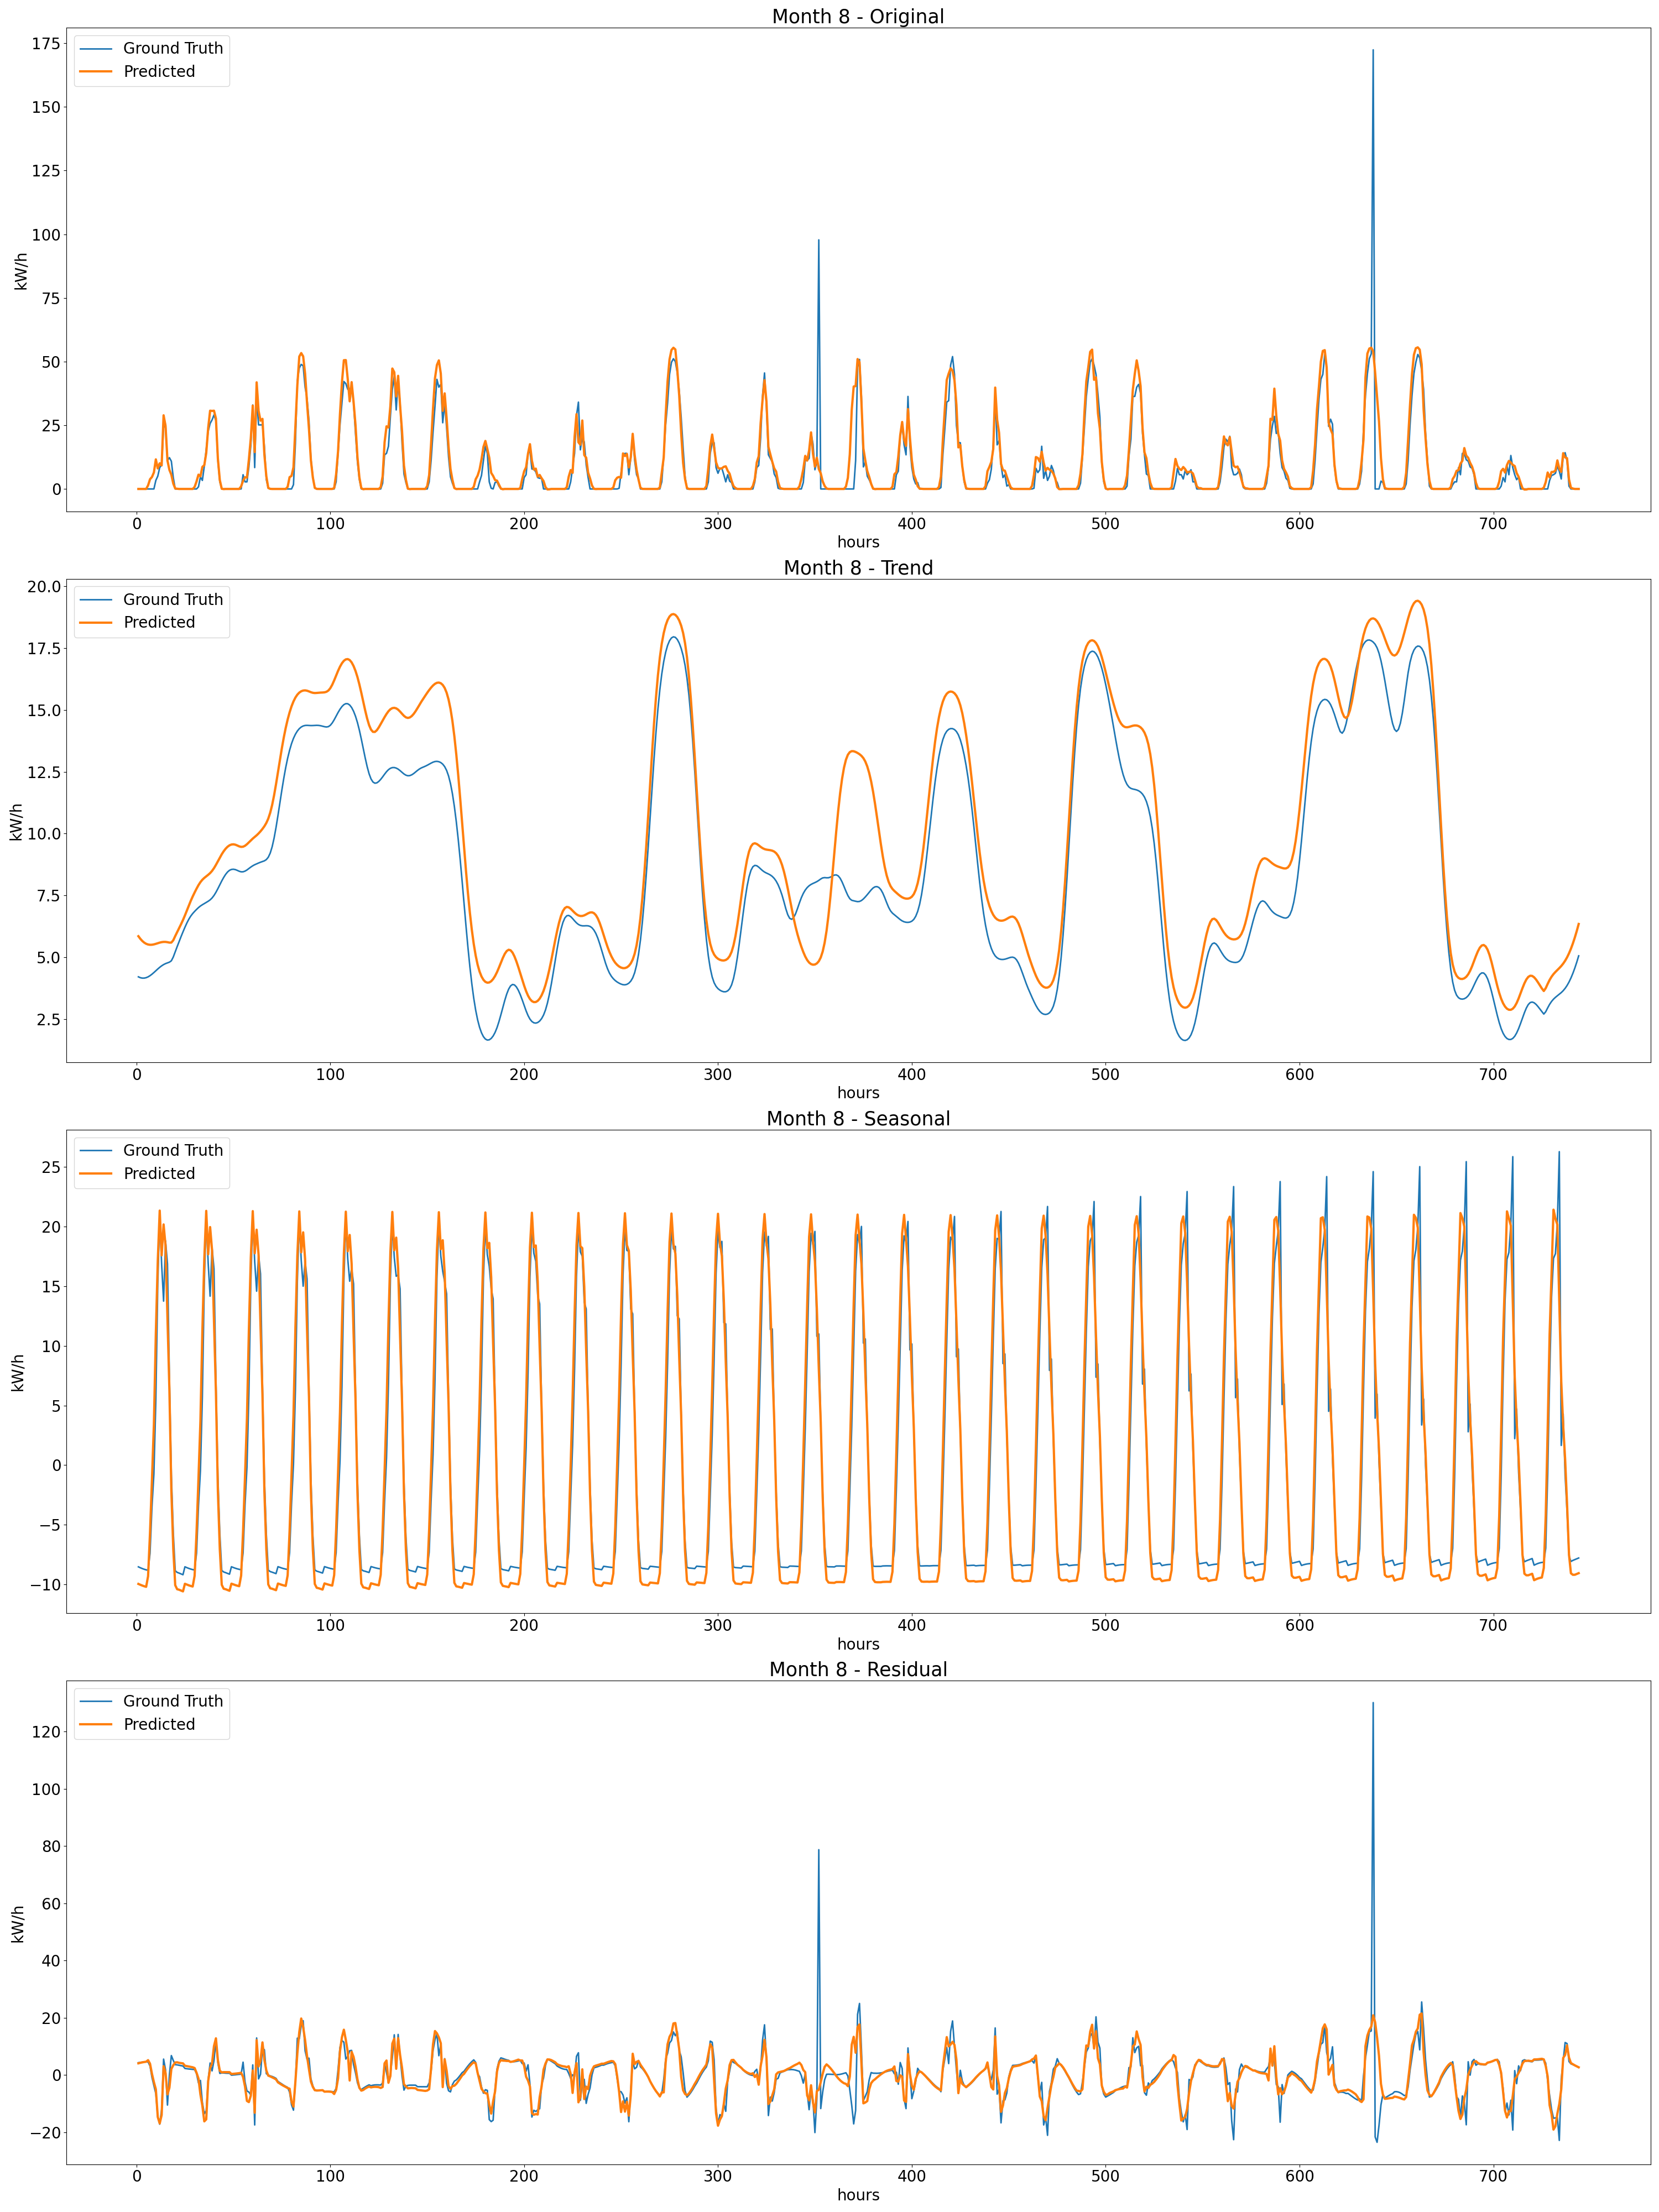 Month 8 - Original
Ground Truth
Predicted
175
150
125
100
75
50
25
0
kW/h
0 100 200 300 400 500 600 700
hours
Month 8 - Trend
Ground Truth
Predicted
20.0
17.5
15.0
12.5
10.0
7.5
5.0
2.5
kW/h
0 100 200 300 400 500 600 700
hours
Month 8 - Seasonal
Ground Truth
Predicted
25
20
15
10
5
0
−5
−10
kW/h
0 100 200 300 400 500 600 700
hours
Month 8 - Residual
Ground Truth
Predicted
120
100
80
60
40
20
0
−20
kW/h
0 100 200 300 400 500 600 700
hours